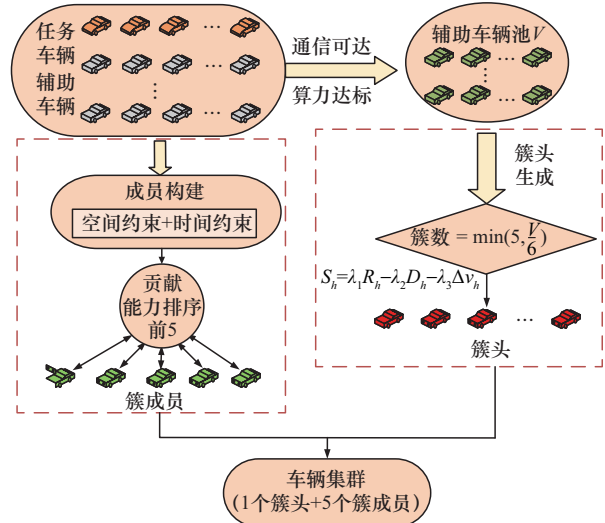 任务
车辆
辅助
车辆
...
...
⋮
...
通信可达
算力达标
辅助车辆池V
...
⋮
...
成员构建
空间约束+时间约束
贡献
能力排序
前5
簇成员
簇头
生成
簇数 = min(5, V/6)
S_h=λ_1R_h−λ_2D_h−λ_3Δv_h
...
簇头
车辆集群
(1个簇头+5个簇成员)